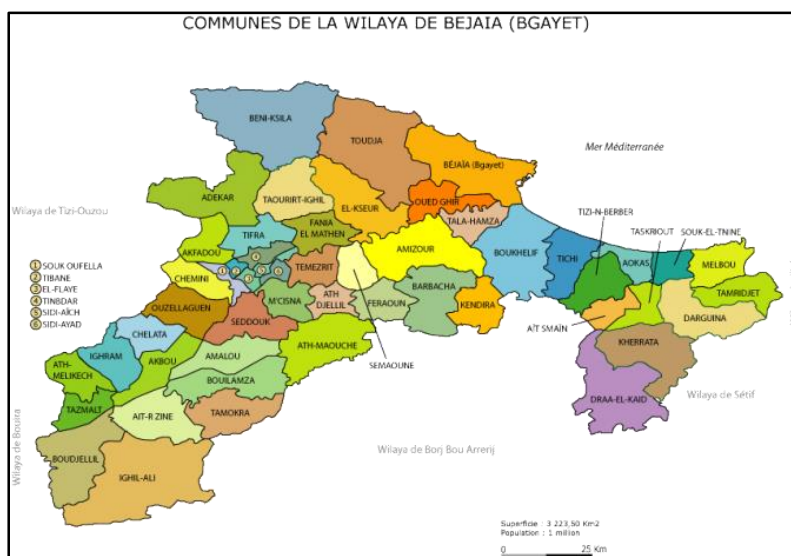 COMMUNES DE LA WILAYA DE BEJAIA (BGAYET)
BENI-KSILA
TOUDJA
BÉJAÏA (Bgayet)
Mer Méditerranée
ADEKAR
TAOURIRT-IGHIL
EL-KSEUR
OUED GHIR
TIZI-N-BERBER
Wilaya de Tizi-Ouzou
TALA-HAMZA
TASKRIOUT
SOUK-EL-TNINE
TIFRA
FANIA
EL MATHEN
AKFADOU
AMIZOUR
BOUKHELIF
TICHI
AOKAS
MELBOU
① SOUK OUFELLA
② TIBANE
③ EL-FLAYE
④ TINBDAR
⑤ SIDI-AÏCH
⑥ SIDI-AYAD
④
① ② ③ ⑤ ⑥
CHEMINI
TEMEZRIT
BARBACHA
TAMRIDJET
OUZELLAGUEN
M'CISNA
ATH
DJELLIL
FERAOUN
KENDIRA
DARGUINA
SEDDOUK
AÏT SMAÏN
CHELATA
KHERRATA
IGHRAM
AKBOU
AMALOU
ATH-MAOUCHE
SEMAOUNE
ATH-
MELIKECH
BOUILAMZA
DRAA-EL-KAID
Wilaya de Sétif
TAZMALT
AIT-R ZINE
TAMOKRA
Wilaya de Bouira
Wilaya de Borj Bou Arrerij
BOUDJELLIL
IGHIL-ALI
Superficie : 3 223,50 Km2
Population : 1 million
0 25 Km